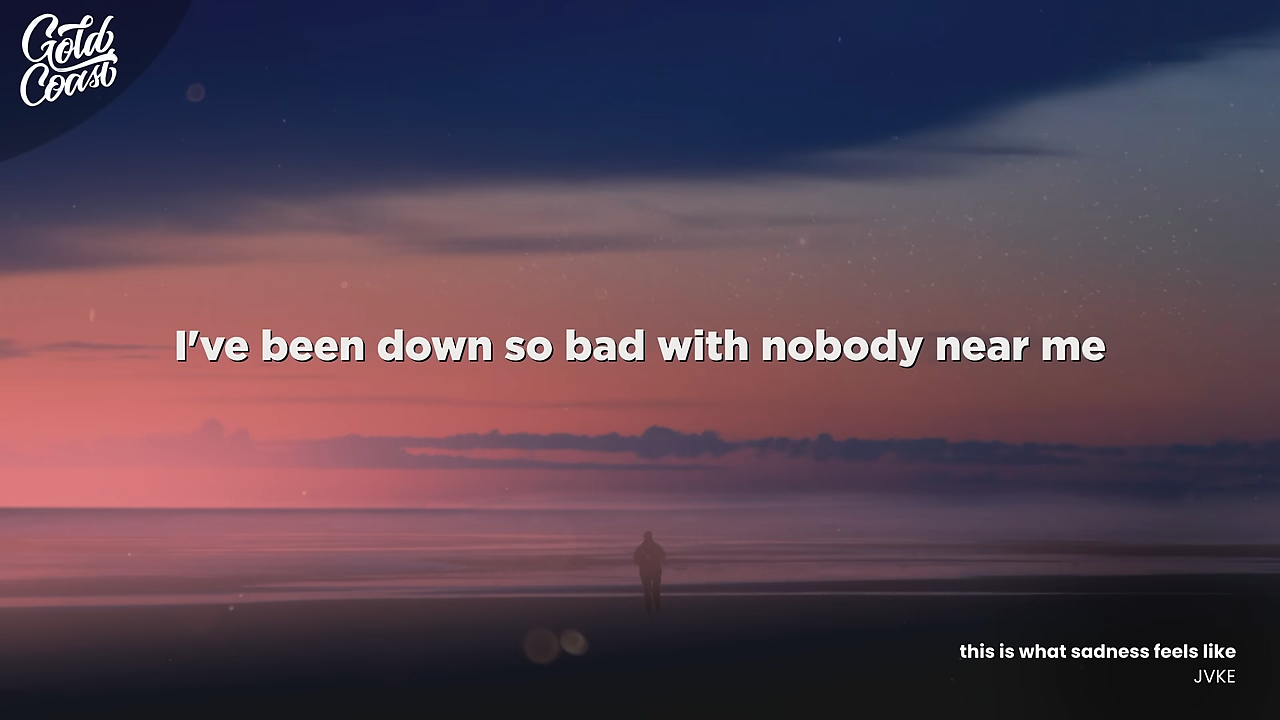 Gold
Coast
I've been down so bad with nobody near me
this is what sadness feels like
JVKE